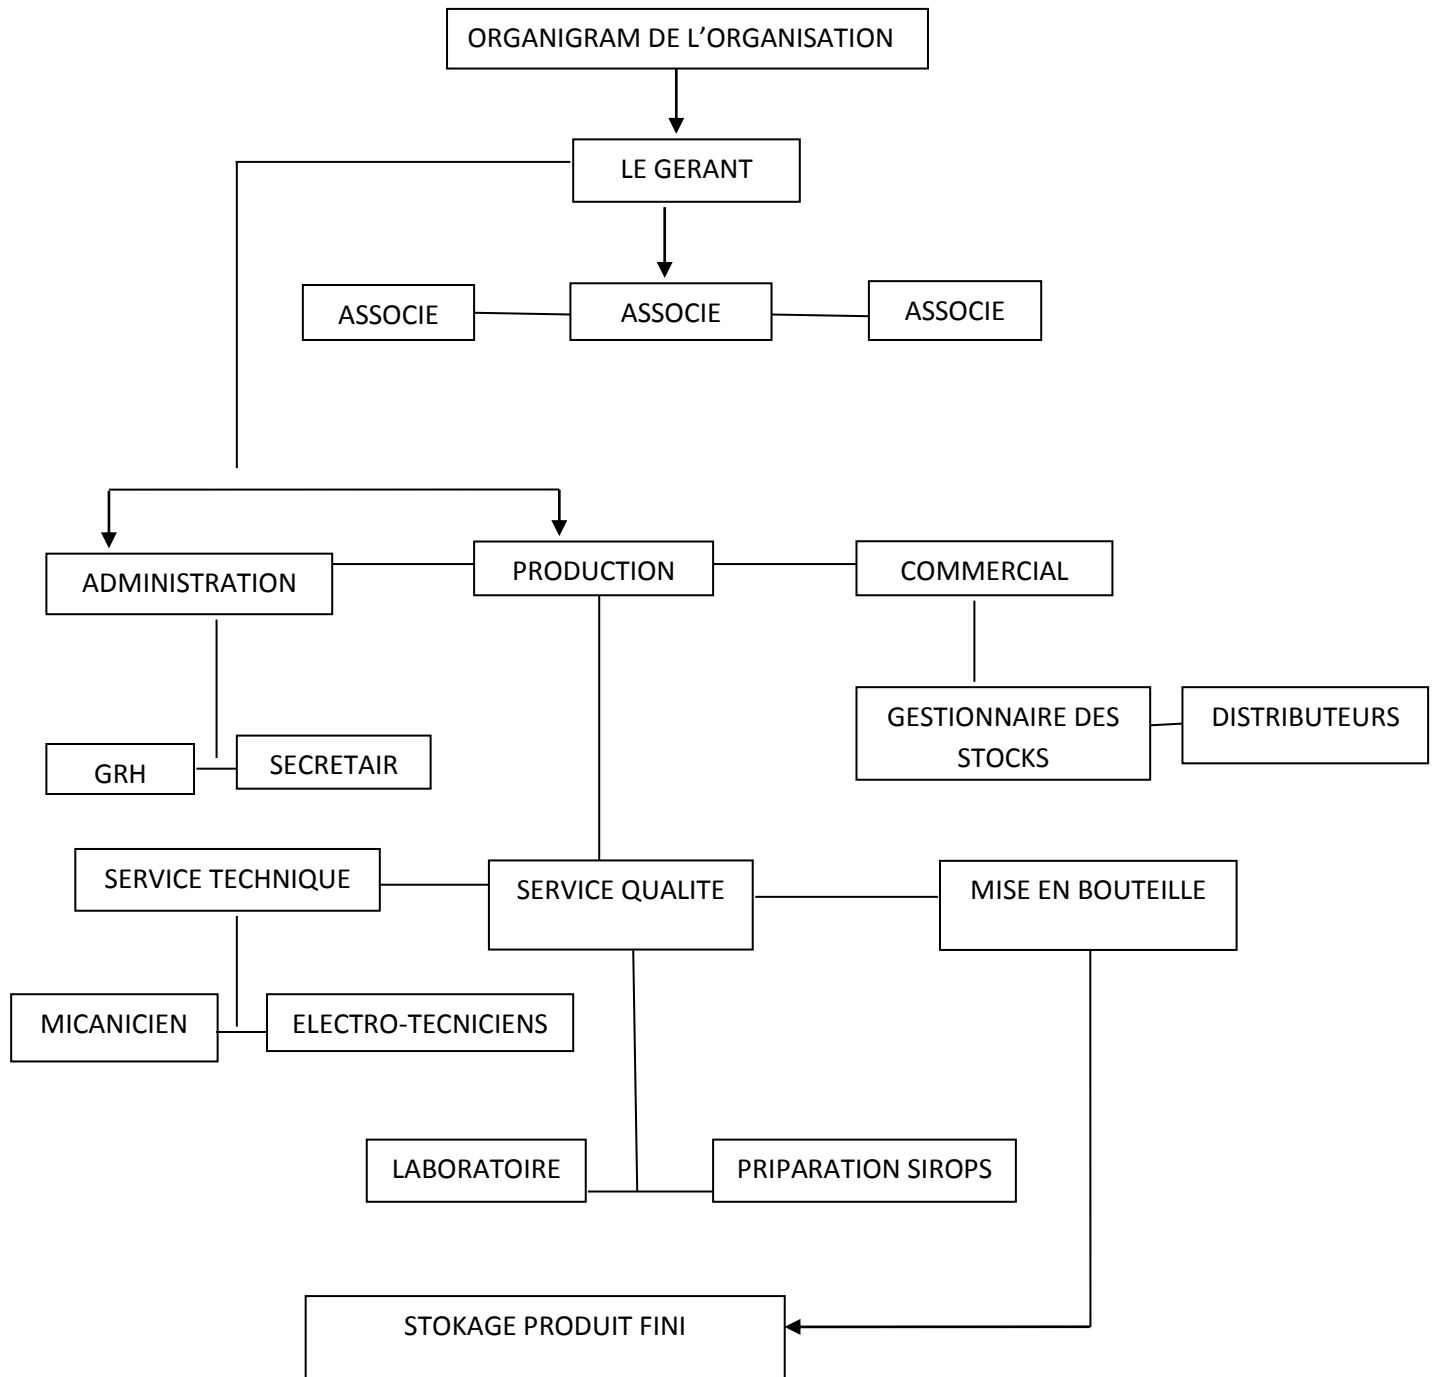 ORGANIGRAM DE L’ORGANISATION
LE GERANT
ASSOCIE
ASSOCIE
ASSOCIE
ADMINISTRATION
PRODUCTION
COMMERCIAL
GESTIONNAIRE DES
STOCKS
DISTRIBUTEURS
GRH
SECRETAIR
SERVICE TECHNIQUE
SERVICE QUALITE
MISE EN BOUTEILLE
MICANICIEN
ELECTRO-TECNICIENS
LABORATOIRE
PRIPARATION SIROPS
STOKAGE PRODUIT FINI